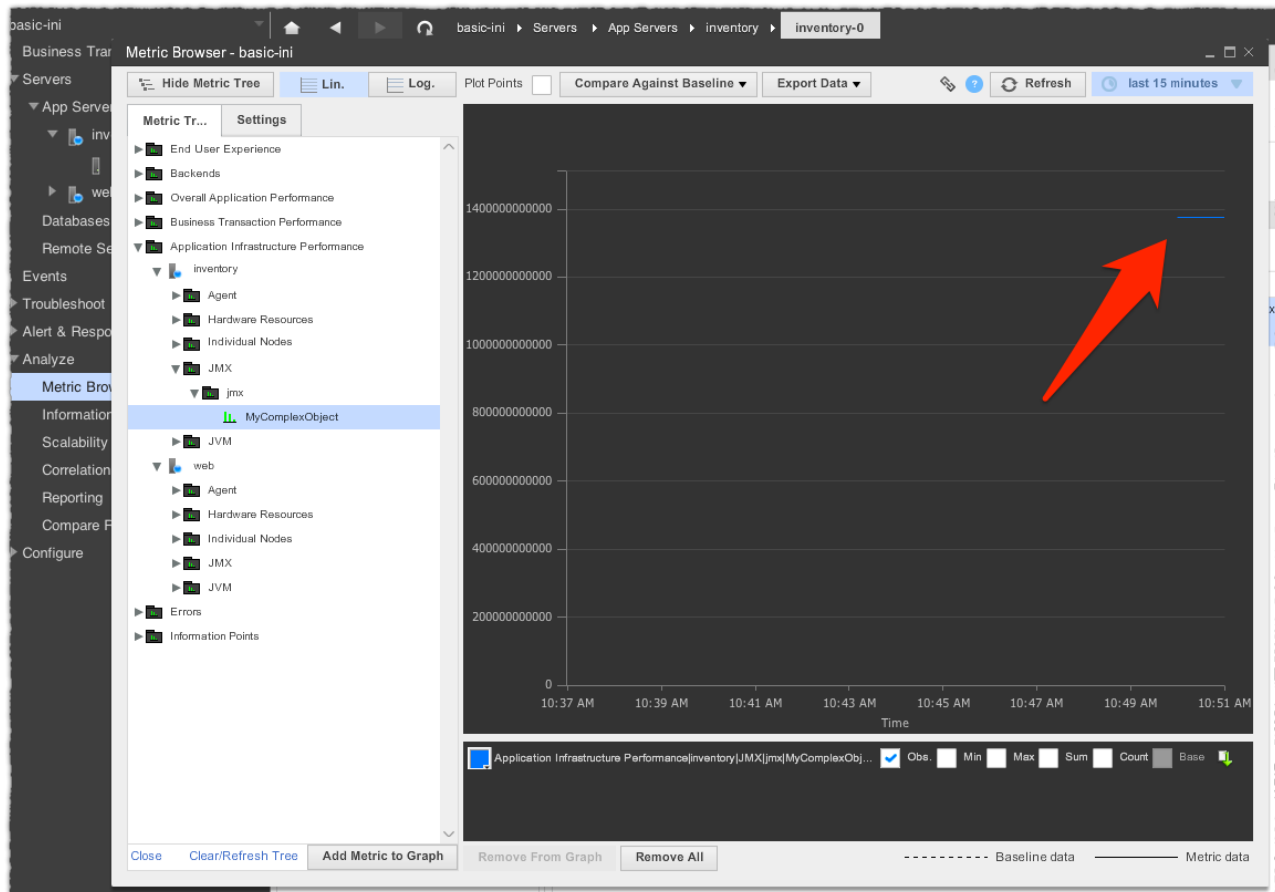 basic-ini
basic-ini Servers App Servers inventory inventory-0
Business Tran
Servers
App Server
inv
web
Databases
Remote Se
Events
Troubleshoot
Alert & Respo
Analyze
Metric Brow
Information
Scalability
Correlation
Reporting
Compare R
Configure
Metric Browser - basic-ini
Hide Metric Tree Lin. Log. Plot Points Compare Against Baseline Export Data ? Refresh last 15 minutes
Metric Tr... Settings
End User Experience
Backends
Overall Application Performance
Business Transaction Performance
Application Infrastructure Performance
inventory
Agent
Hardware Resources
Individual Nodes
JMX
jmx
MyComplexObject
JVM
web
Agent
Hardware Resources
Individual Nodes
JMX
JVM
Errors
Information Points
Close Clear/Refresh Tree Add Metric to Graph
1400000000000
1200000000000
1000000000000
800000000000
600000000000
400000000000
200000000000
0
10:37 AM 10:39 AM 10:41 AM 10:43 AM 10:45 AM 10:47 AM 10:49 AM 10:51 AM
Time
Application Infrastructure Performance|inventory|JMX|jmx|MyComplexObj... Obs. Min Max Sum Count Base
Remove From Graph Remove All Baseline data Metric data